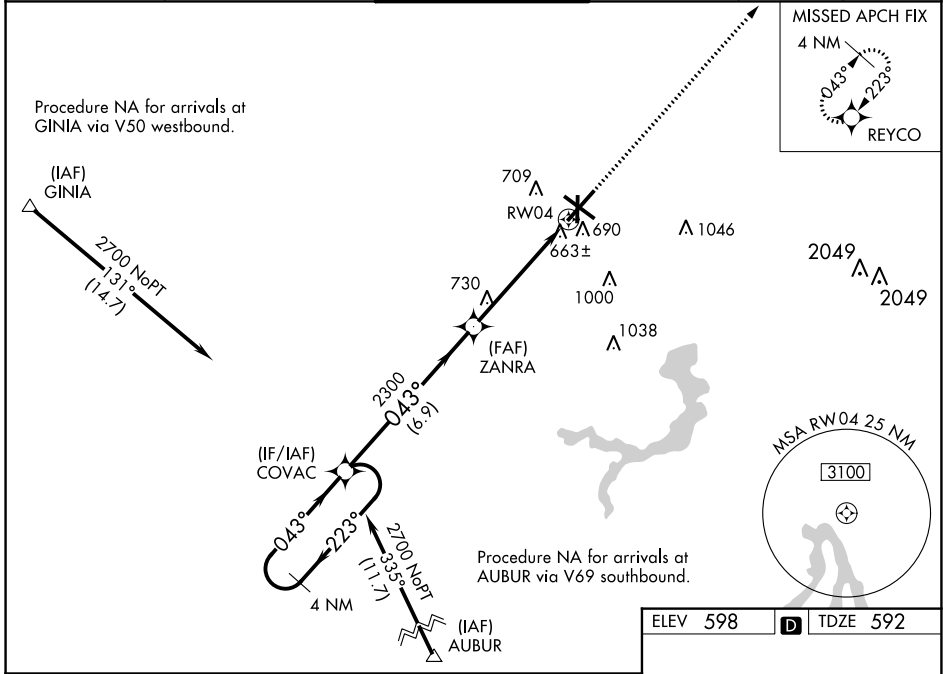 MISSED APCH FIX
4 NM
043°
223°
REYCO
Procedure NA for arrivals at
GINIA via V50 westbound.
(IAF)
GINIA
2700 NoPT
131°
(14.7)
709
RW04
690
663±
1046
2049
2049
1000
730
1038
(FAF)
ZANRA
2300
043°
(6.9)
(IF/IAF)
COVAC
043°
223°
4 NM
2700 NoPT
335°
(11.7)
(IAF)
AUBUR
Procedure NA for arrivals at
AUBUR via V69 southbound.
MSA RW04 25 NM
3100
ELEV 598 D TDZE 592